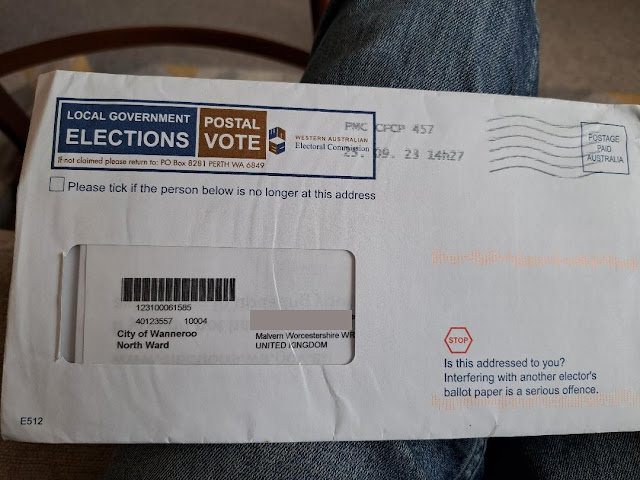 LOCAL GOVERNMENT
ELECTIONS
POSTAL
VOTE
WESTERN AUSTRALIAN
Electoral Commission
If not claimed please return to: PO Box 8281 PERTH WA 6849
PMC CFCP 457
09. 23 14h27
POSTAGE
PAID
AUSTRALIA
Please tick if the person below is no longer at this address
123100061585
40123557 10004
City of Wanneroo
North Ward
Malvern Worcestershire WR
UNITED KINGDOM
STOP
Is this addressed to you?
Interfering with another elector's
ballot paper is a serious offence.
E512